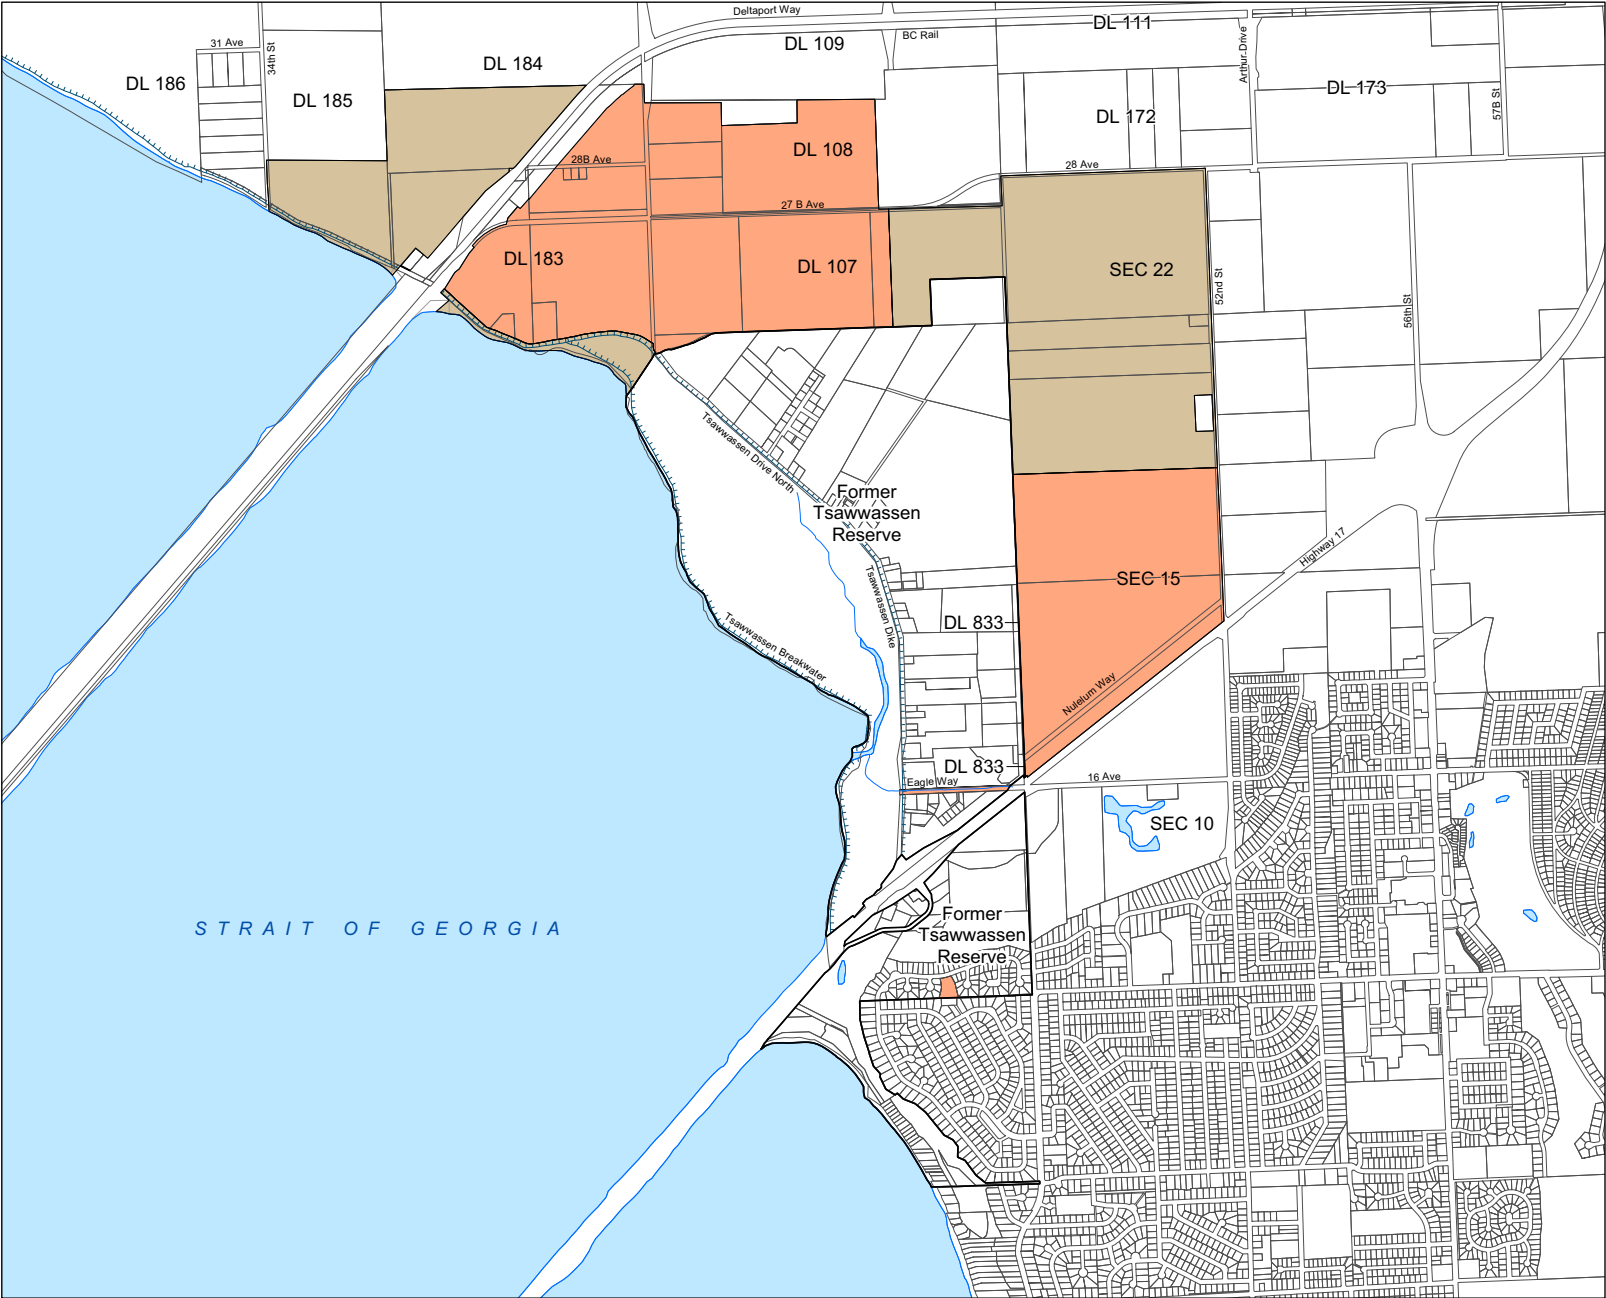 Deltaport Way
DL 111
31 Ave
34th St
DL 109
BC Rail
Arthur Drive
DL 184
DL 186
DL 185
DL 173
57B St
DL 172
DL 108
28B Ave
28 Ave
27 B Ave
DL 183
DL 107
SEC 22
52nd St
56th St
Tsawwassen Drive North
Former
Tsawwassen
Reserve
Highway 17
Tsawwassen Dike
SEC 15
DL 833
Tsawwassen Breakwater
Nulelum Way
DL 833
Eagle Way
16 Ave
SEC 10
STRAIT OF GEORGIA
Former
Tsawwassen
Reserve